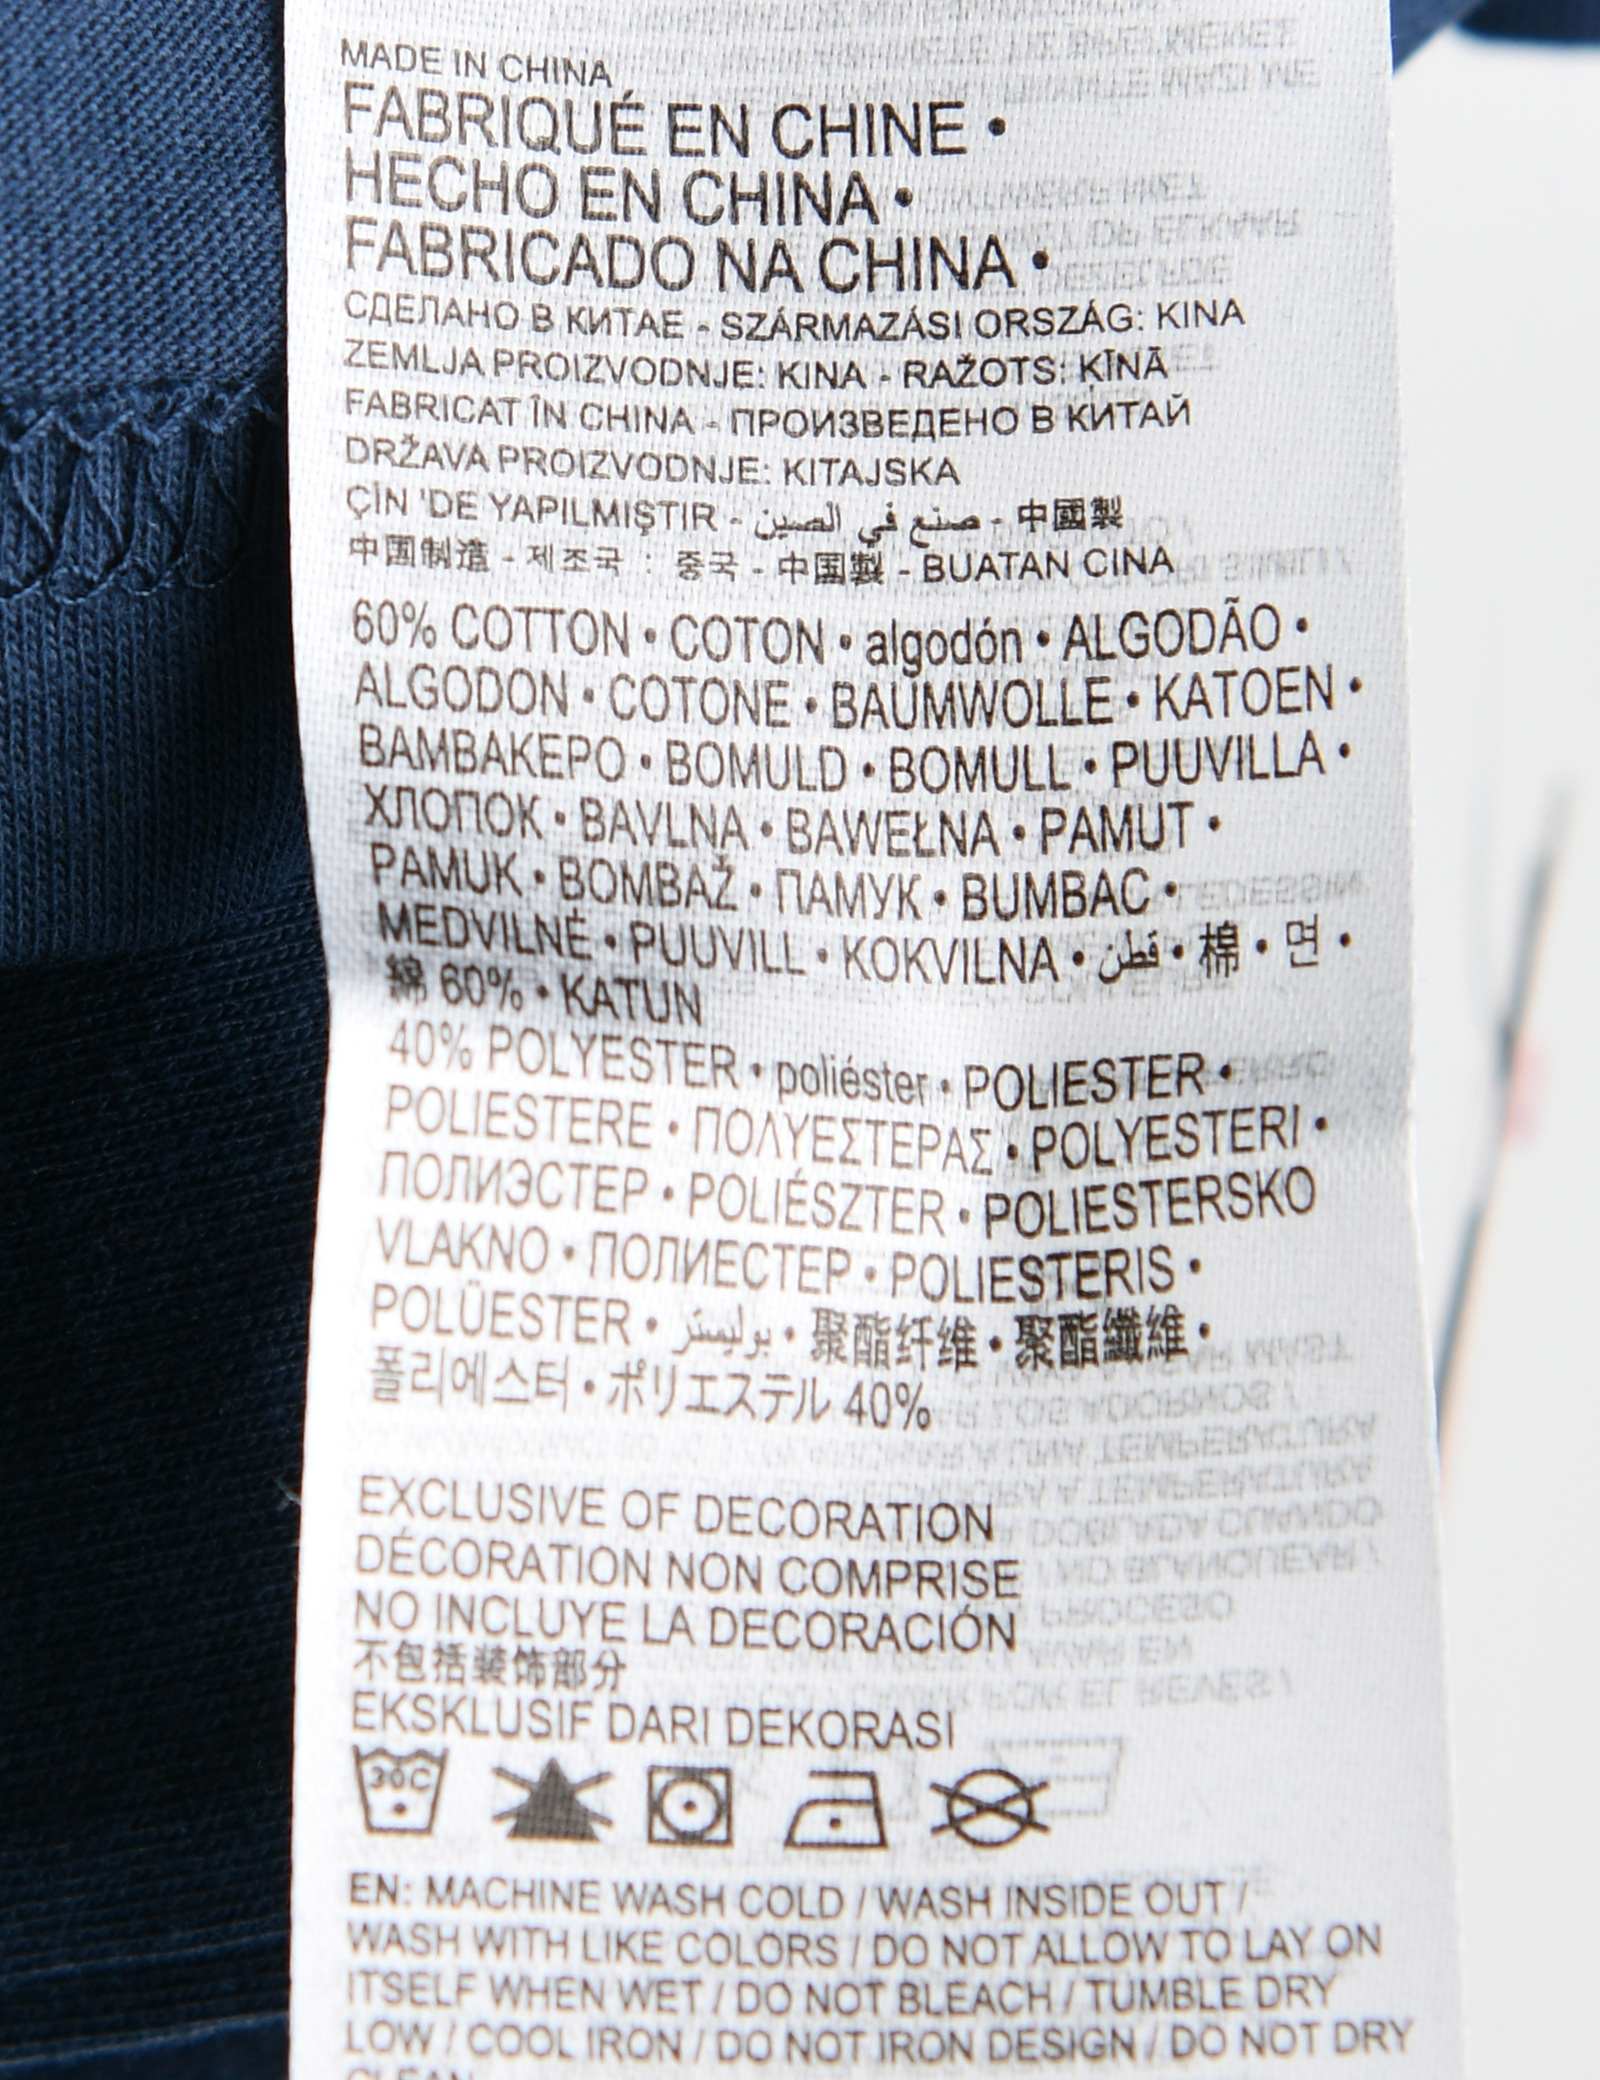 MADE IN CHINA
FABRIQUÉ EN CHINE •
HECHO EN CHINA •
FABRICADO NA CHINA •
СДЕЛАНО В КИТАЕ - SZÁRMAZÁSI ORSZÁG: KINA
ZEMLJA PROIZVODNJE: KINA - RAŽOTS: ĶĪNĀ
FABRICAT ÎN CHINA - ПРОИЗВЕДЕНО В КИТАЙ
DRŽAVA PROIZVODNJE: KITAJSKA
ÇİN 'DE YAPILMIŞTIR - صنع في الصين - 中國製
中国制造 - 제조국 : 중국 - 中国製 - BUATAN CINA
60% COTTON • COTON • algodón • ALGODÃO •
ALGODON • COTONE • BAUMWOLLE • KATOEN •
ΒΑΜΒΑΚΕΡΟ • BOMULD • BOMULL • PUUVILLA •
ХЛОПОК • BAVLNA • BAWEŁNA • PAMUT •
PAMUK • BOMBAŽ • ПАМУК • BUMBAC •
MEDVILNĖ • PUUVILL • KOKVILNA • قطن • 棉 • 면 •
綿 60% • KATUN
40% POLYESTER • poliéster • POLIESTER •
POLIESTERE • ΠΟΛΥΕΣΤΕΡΑΣ • POLYESTERI •
ПОЛИЭСТЕР • POLIÉSZTER • POLIESTERSKO
VLAKNO • ПОЛИЕСТЕР • POLIESTERIS •
POLÜESTER • بوليستر • 聚酯纤维 • 聚酯纖維 •
폴리에스터 • ポリエステル 40%
EXCLUSIVE OF DECORATION
DÉCORATION NON COMPRISE
NO INCLUYE LA DECORACIÓN
不包括装饰部分
EKSKLUSIF DARI DEKORASI
30C
EN: MACHINE WASH COLD / WASH INSIDE OUT /
WASH WITH LIKE COLORS / DO NOT ALLOW TO LAY ON
ITSELF WHEN WET / DO NOT BLEACH / TUMBLE DRY
LOW / COOL IRON / DO NOT IRON DESIGN / DO NOT DRY
CLEAN